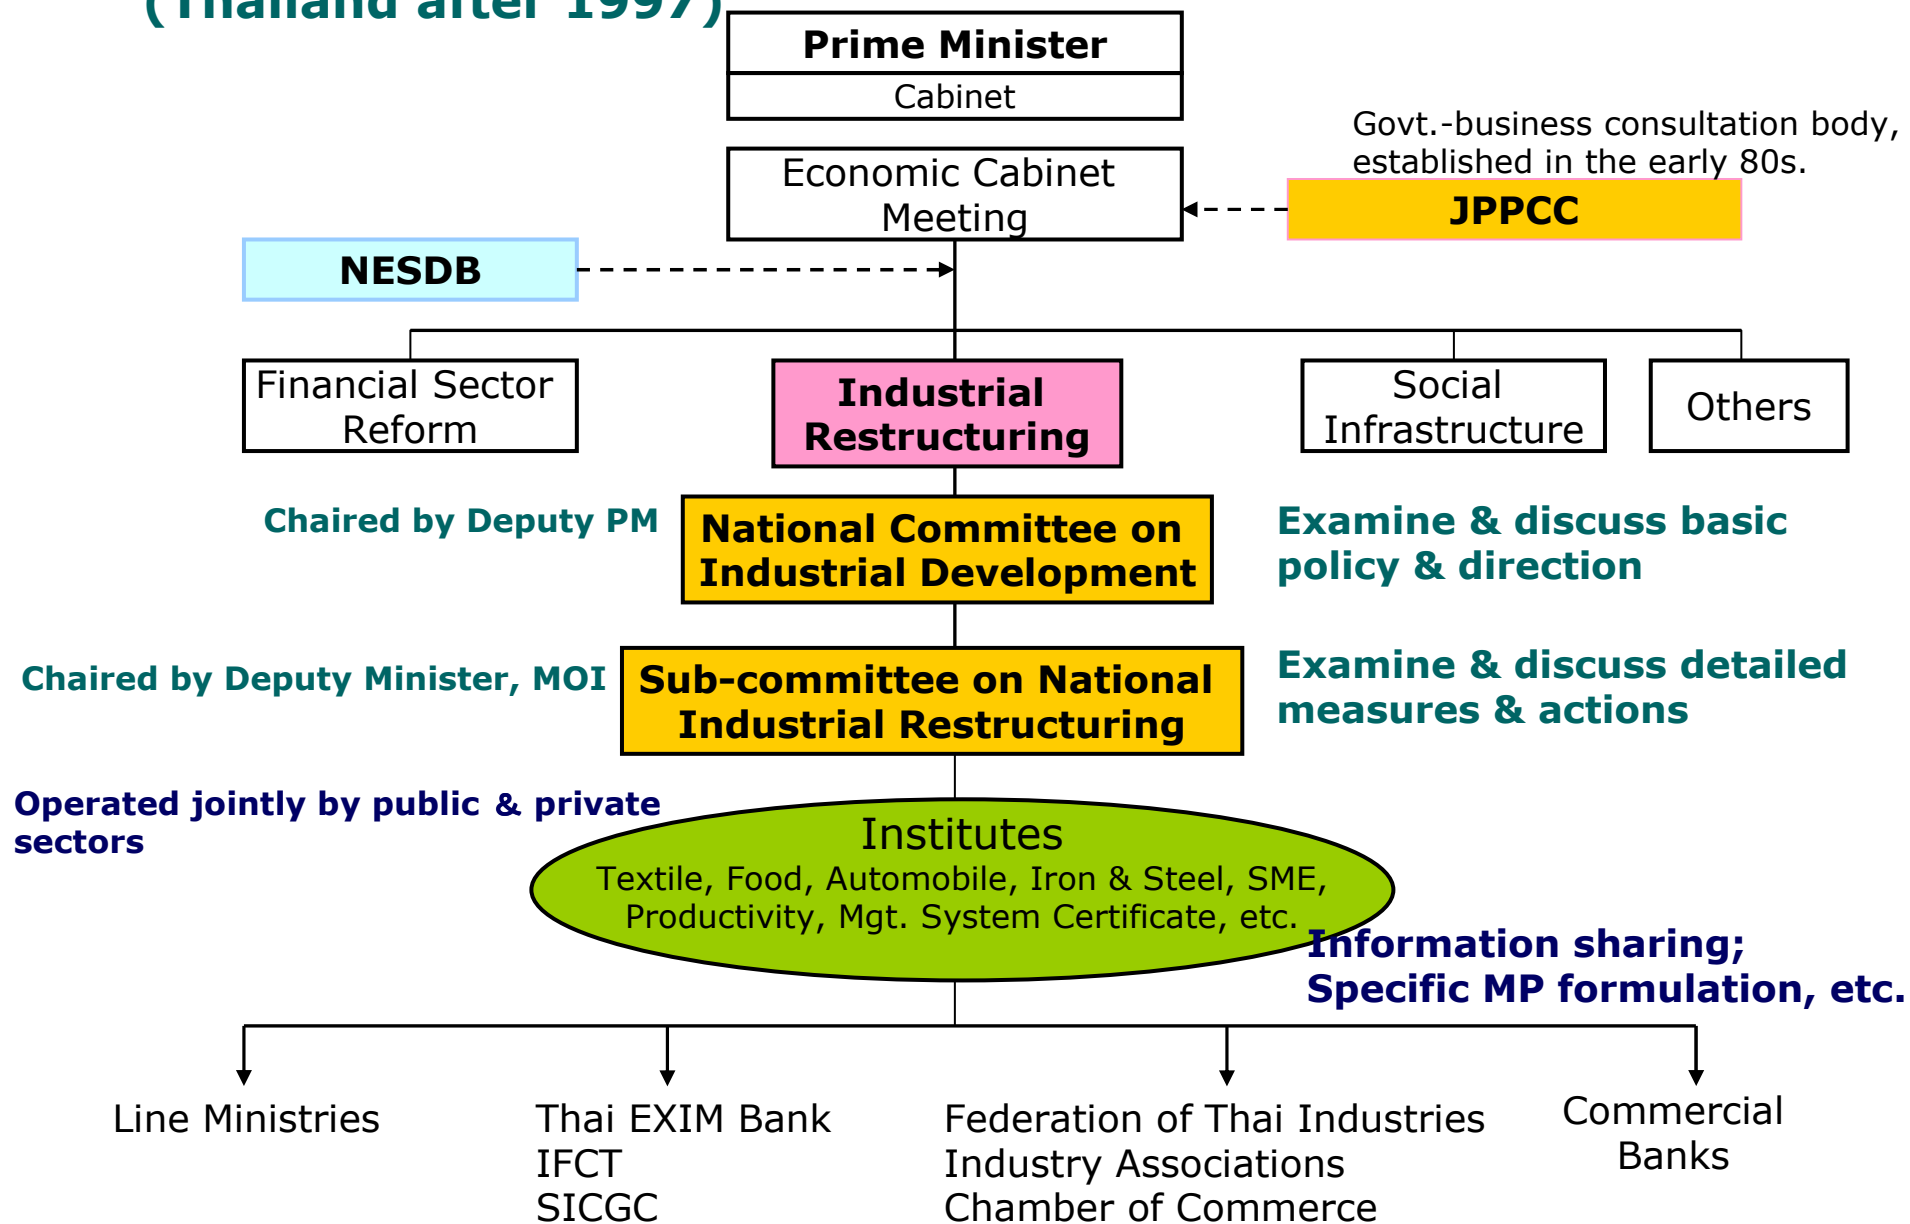 (Thailand after 1997)
Prime Minister
Cabinet
Govt.-business consultation body,
established in the early 80s.
Economic Cabinet
Meeting
JPPCC
NESDB
Financial Sector
Reform
Industrial
Restructuring
Social
Infrastructure
Others
Chaired by Deputy PM
National Committee on
Industrial Development
Examine & discuss basic
policy & direction
Chaired by Deputy Minister, MOI
Sub-committee on National
Industrial Restructuring
Examine & discuss detailed
measures & actions
Operated jointly by public & private
sectors
Institutes
Textile, Food, Automobile, Iron & Steel, SME,
Productivity, Mgt. System Certificate, etc.
Information sharing;
Specific MP formulation, etc.
Line Ministries
Thai EXIM Bank
IFCT
SICGC
Federation of Thai Industries
Industry Associations
Chamber of Commerce
Commercial
Banks